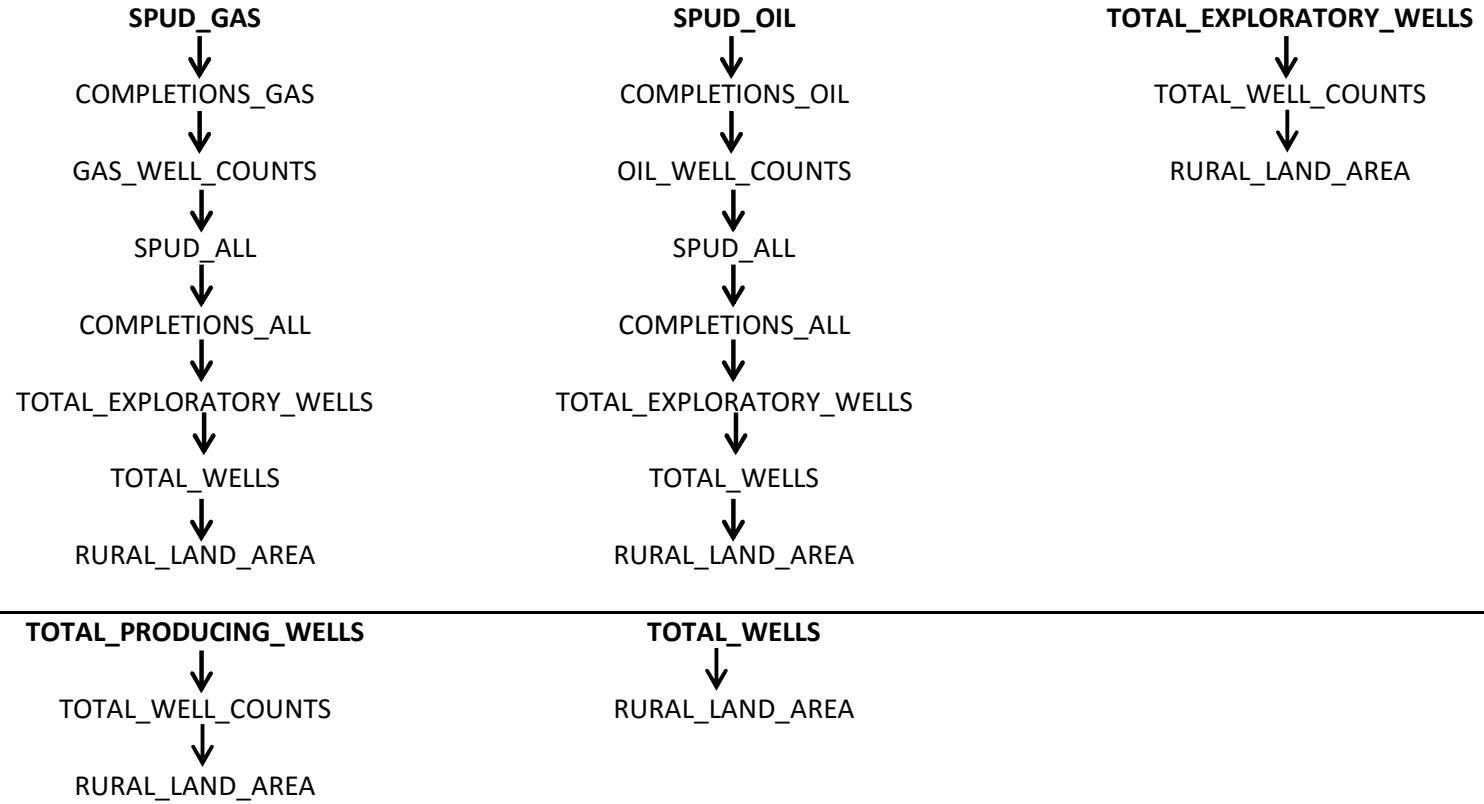 SPUD_GAS
COMPLETIONS_GAS
GAS_WELL_COUNTS
SPUD_ALL
COMPLETIONS_ALL
TOTAL_EXPLORATORY_WELLS
TOTAL_WELLS
RURAL_LAND_AREA
SPUD_OIL
COMPLETIONS_OIL
OIL_WELL_COUNTS
SPUD_ALL
COMPLETIONS_ALL
TOTAL_EXPLORATORY_WELLS
TOTAL_WELLS
RURAL_LAND_AREA
TOTAL_EXPLORATORY_WELLS
TOTAL_WELL_COUNTS
RURAL_LAND_AREA
TOTAL_PRODUCING_WELLS
TOTAL_WELL_COUNTS
RURAL_LAND_AREA
TOTAL_WELLS
RURAL_LAND_AREA